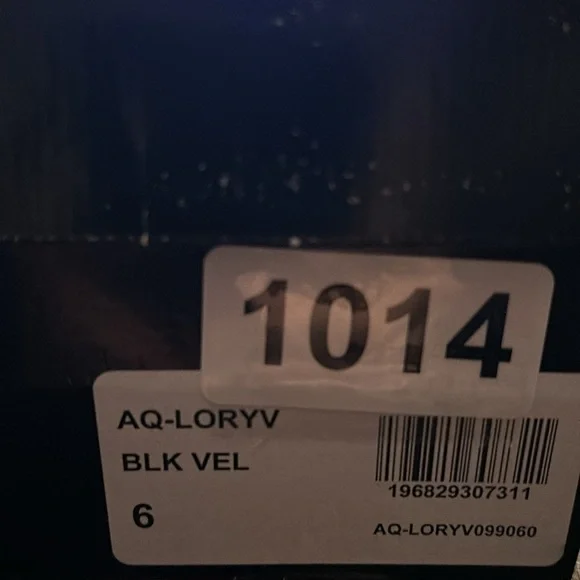 1014
AQ-LORYV
BLK VEL
6
196829307311
AQ-LORYV099060